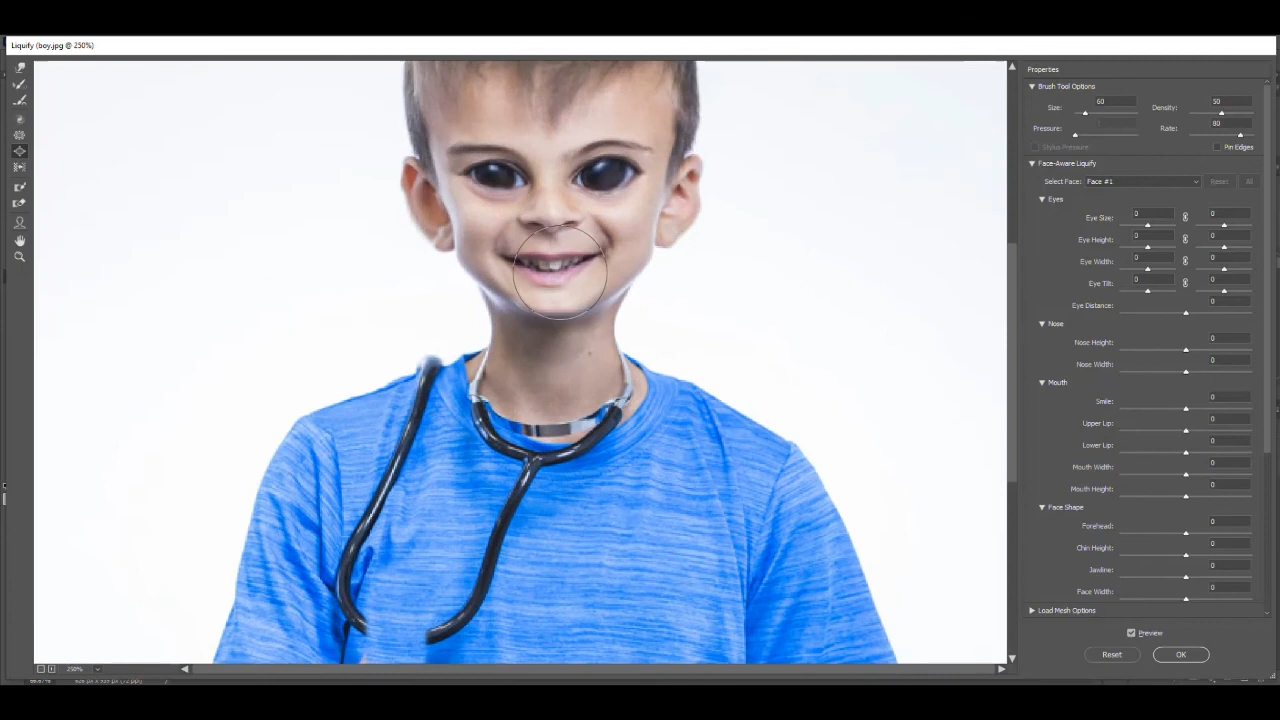 Liquify (boy.jpg @ 250%)
Properties
Brush Tool Options
Size: 60 Density: 50
Pressure: Rate: 80
Stylus Pressure Pin Edges
Face-Aware Liquify
Select Face: Face #1 Reset All
Eyes
Eye Size: 0 0
Eye Height: 0 0
Eye Width: 0 0
Eye Tilt: 0 0
Eye Distance: 0
Nose
Nose Height: 0
Nose Width: 0
Mouth
Smile: 0
Upper Lip: 0
Lower Lip: 0
Mouth Width: 0
Mouth Height: 0
Face Shape
Forehead: 0
Chin Height: 0
Jawline: 0
Face Width: 0
Load Mesh Options
Preview
Reset OK
250%